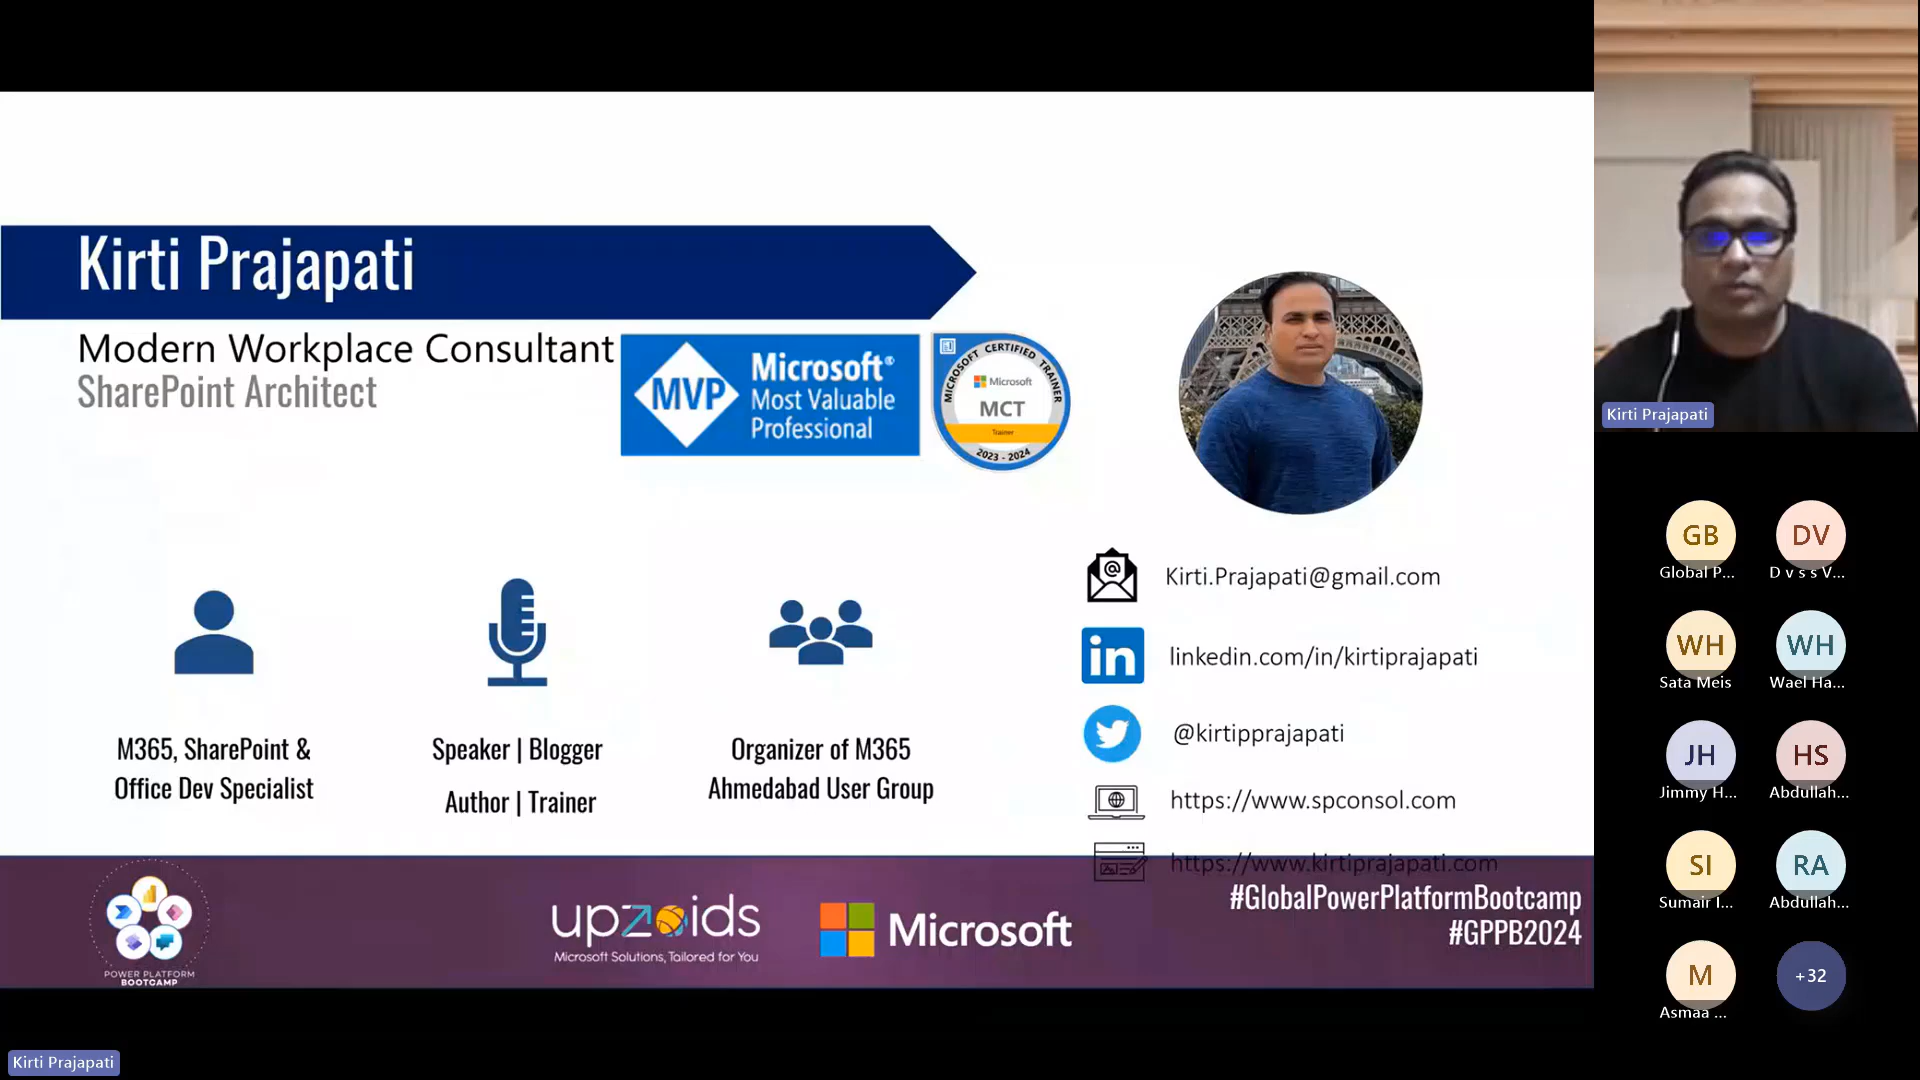 Kirti Prajapati
Modern Workplace Consultant
SharePoint Architect
MVP
Microsoft®
Most Valuable
Professional
MICROSOFT CERTIFIED TRAINER
Microsoft
MCT
Trainer
2023 - 2024
M365, SharePoint &
Office Dev Specialist
Speaker | Blogger
Author | Trainer
Organizer of M365
Ahmedabad User Group
Kirti.Prajapati@gmail.com
in
linkedin.com/in/kirtiprajapati
@kirtipprajapati
https://www.spconsol.com
https://www.kirtiprajapati.com
POWER PLATFORM
BOOTCAMP
upzoids
Microsoft Solutions, Tailored for You
Microsoft
#GlobalPowerPlatformBootcamp
#GPPB2024
Kirti Prajapati
Kirti Prajapati
GB
Global P...
DV
D v s s V...
WH
Sata Meis
WH
Wael Ha...
JH
Jimmy H...
HS
Abdullah...
SI
Sumair I...
RA
Abdullah...
M
Asmaa ...
+32